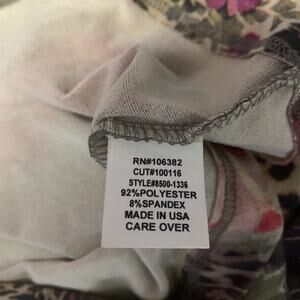 RN#106382
CUT#100116
STYLE#8500-1336
92%POLYESTER
8%SPANDEX
MADE IN USA
CARE OVER